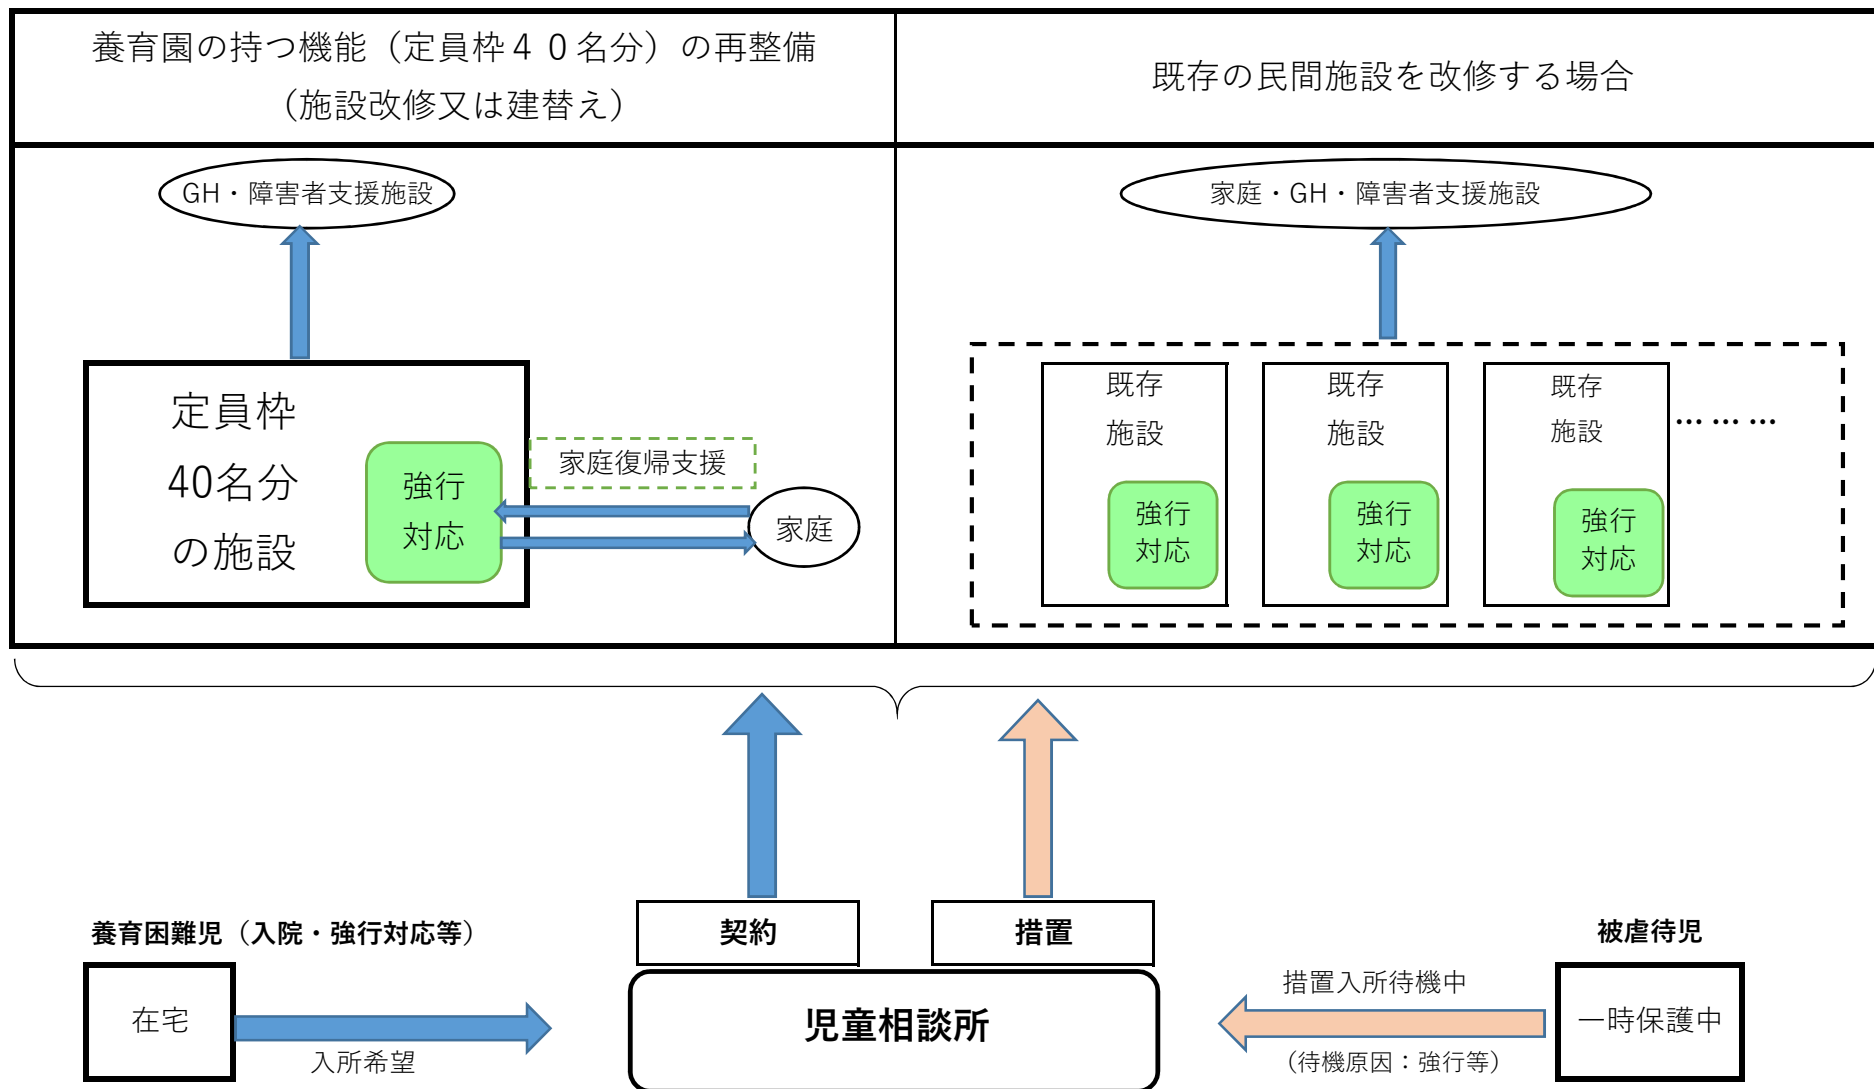 養育園の持つ機能（定員枠４０名分）の再整備
（施設改修又は建替え）
既存の民間施設を改修する場合
GH・障害者支援施設
定員枠
40名分
の施設
強行
対応
家庭復帰支援
家庭
家庭・GH・障害者支援施設
既存
施設
強行
対応
既存
施設
強行
対応
既存
施設
強行
対応
………
契約
措置
児童相談所
養育困難児（入院・強行対応等）
在宅
入所希望
被虐待児
措置入所待機中
一時保護中
（待機原因：強行等）